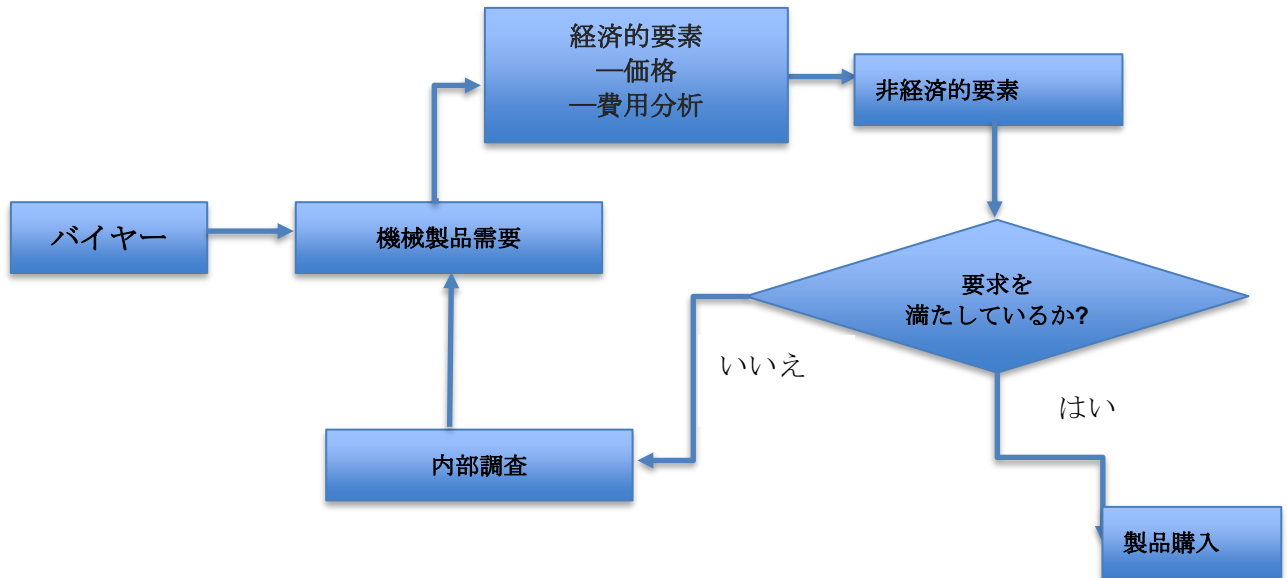 経済的要素
―価格
―費用分析
非経済的要素
バイヤー
機械製品需要
要求を
満たしているか?
いいえ
はい
内部調査
製品購入